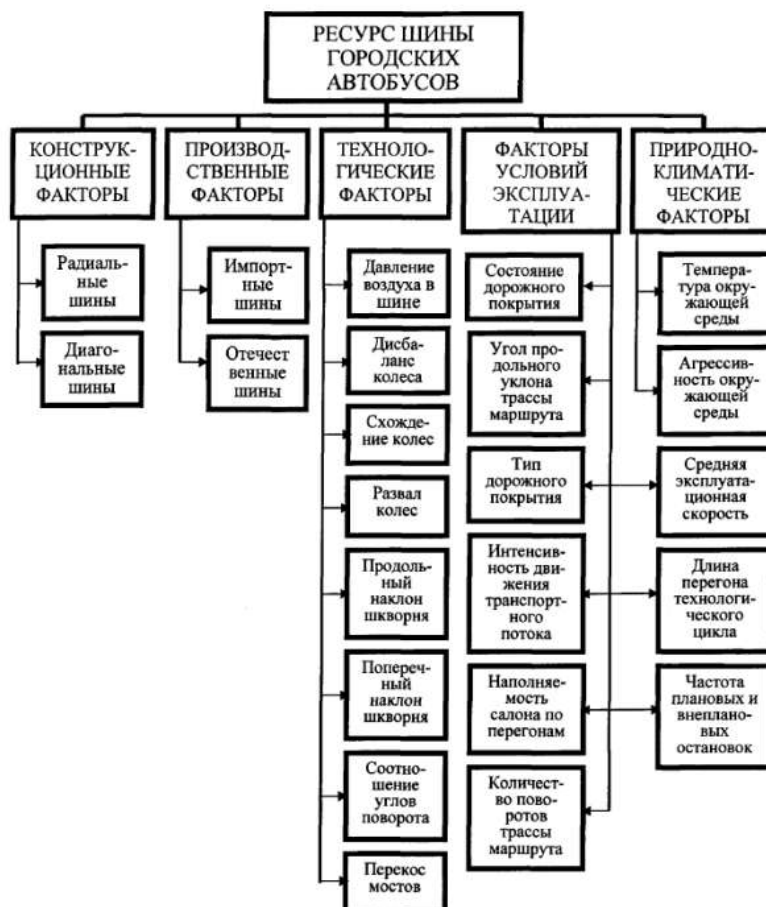 РЕСУРС ШИНЫ
ГОРОДСКИХ
АВТОБУСОВ
КОНСТРУК-
ЦИОННЫЕ
ФАКТОРЫ
ПРОИЗВОД-
СТВЕННЫЕ
ФАКТОРЫ
ТЕХНОЛО-
ГИЧЕСКИЕ
ФАКТОРЫ
ФАКТОРЫ
УСЛОВИЙ
ЭКСПЛУА-
ТАЦИИ
ПРИРОДНО-
КЛИМАТИ-
ЧЕСКИЕ
ФАКТОРЫ
Радиаль-
ные
шины
Диаго-
нальные
шины
Импорт-
ные
шины
Отечест
венные
шины
Давление
воздуха в
шине
Дисба-
ланс
колеса
Схожде-
ние колес
Развал
колес
Продоль-
ный
наклон
шкворня
Попереч-
ный
наклон
шкворня
Соотно-
шение
углов
поворота
Перекос
мостов
Состояние
дорожного
покрытия
Угол про-
дольного
уклона
трассы
маршрута
Тип
дорожного
покрытия
Интенсив-
ность дви-
жения
транспорт-
ного
потока
Наполняе-
мость
салона по
перегонам
Количест-
во пово-
ротов
трассы
маршрута
Темпера-
тура окру-
жающей
среды
Агрессив-
ность окру-
жающей
среды
Средняя
эксплуата-
ционная
скорость
Длина
перегона
технологи-
ческого
цикла
Частота
плановых и
внеплано-
вых
остановок